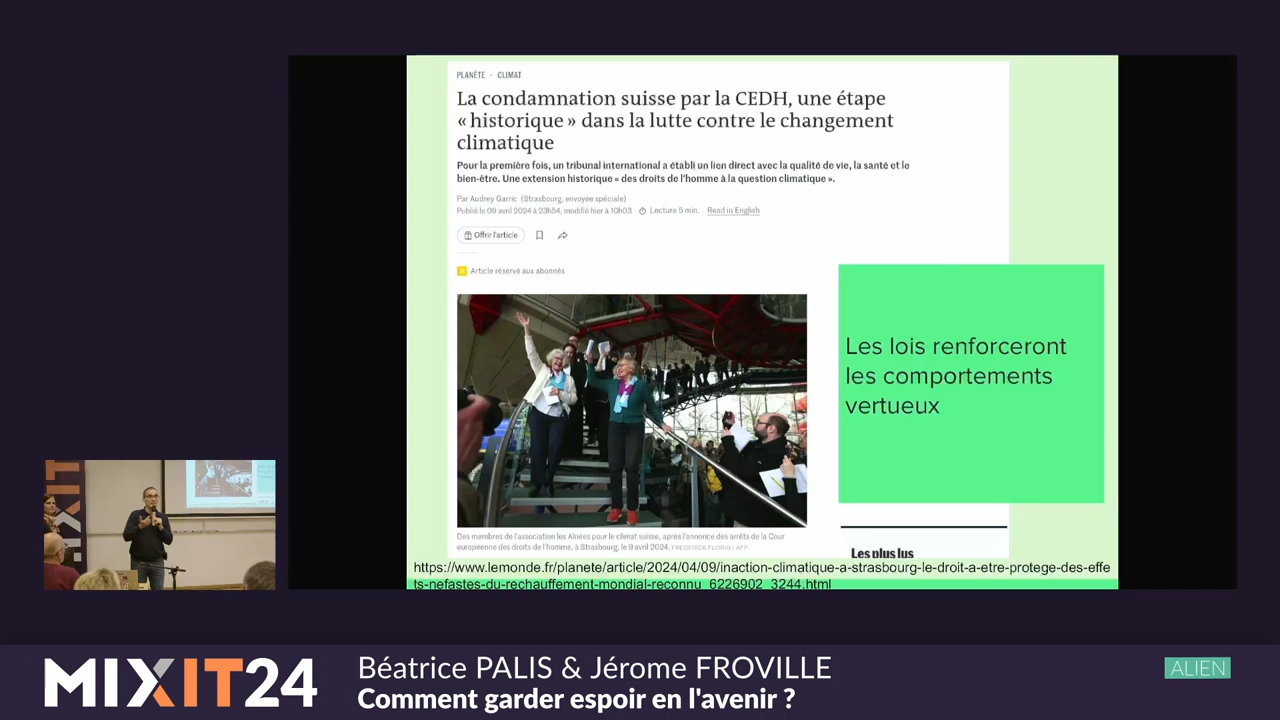 PLANÈTE · CLIMAT
La condamnation suisse par la CEDH, une étape
« historique » dans la lutte contre le changement
climatique
Pour la première fois, un tribunal international a établi un lien direct avec la qualité de vie, la santé et le
bien-être. Une extension historique « des droits de l'homme à la question climatique ».
Par Audrey Garric (Strasbourg, envoyée spéciale)
Publié le 09 avril 2024 à 23h54, modifié hier à 10h03 Lecture 5 min. Read in English
Offrir l'article
Article réservé aux abonnés
Les lois renforceront
les comportements
vertueux
Des membres de l'association les Aînées pour le climat suisse, après l'annonce des arrêts de la Cour
européenne des droits de l'homme, à Strasbourg, le 9 avril 2024. FREDERICK FLORIN / AFP
Les plus lus
https://www.lemonde.fr/planete/article/2024/04/09/inaction-climatique-a-strasbourg-le-droit-a-etre-protege-des-effe
ts-nefastes-du-rechauffement-mondial-reconnu_6226902_3244.html
MIXIT
MIXIT24
Béatrice PALIS & Jérome FROVILLE
Comment garder espoir en l'avenir ?
ALIEN